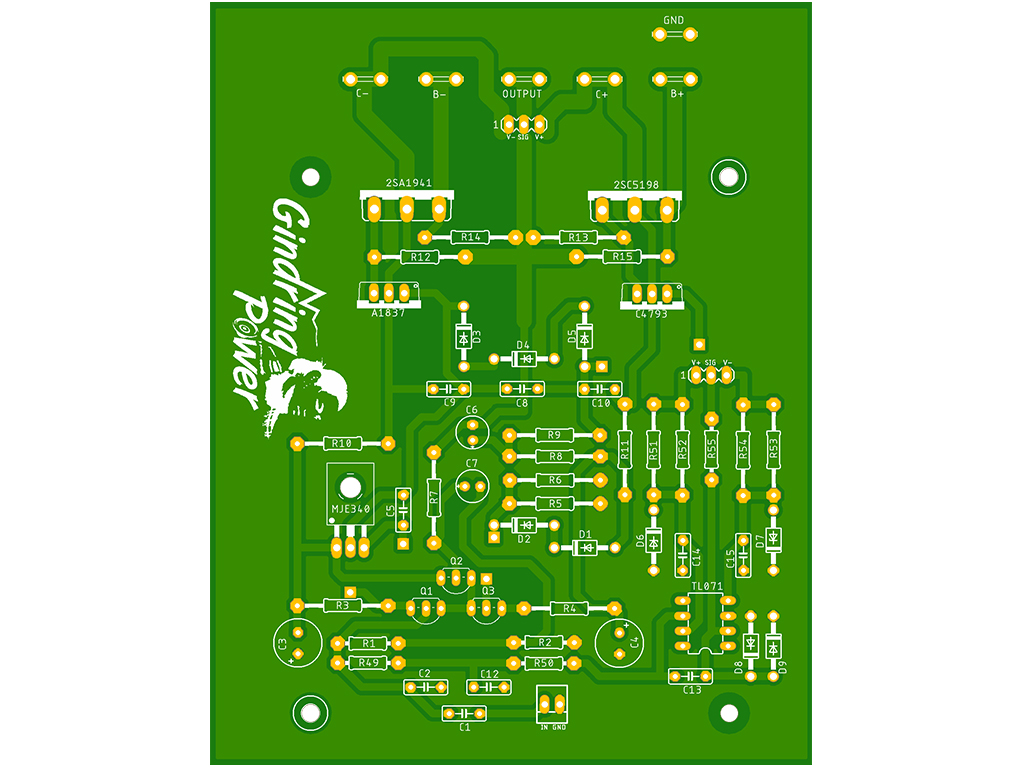 GND
C-
B-
OUTPUT
C+
B+
1
V- SIG V+
2SA1941
2SC5198
R14
R13
R12
R15
A1837
C4793
Gindring
Power
D3
D4
D5
V+ SIG V-
1
C9
C8
C10
C6
R10
R9
R8
R6
R5
R11
R51
R52
R55
R54
R53
C7
R7
MJE340
C5
D2
D1
D6
C14
C15
D7
Q2
Q1
Q3
TL071
R3
R4
C3
+
R1
R2
+
C4
R49
R50
D8
D9
C2
C12
C13
C1
IN GND